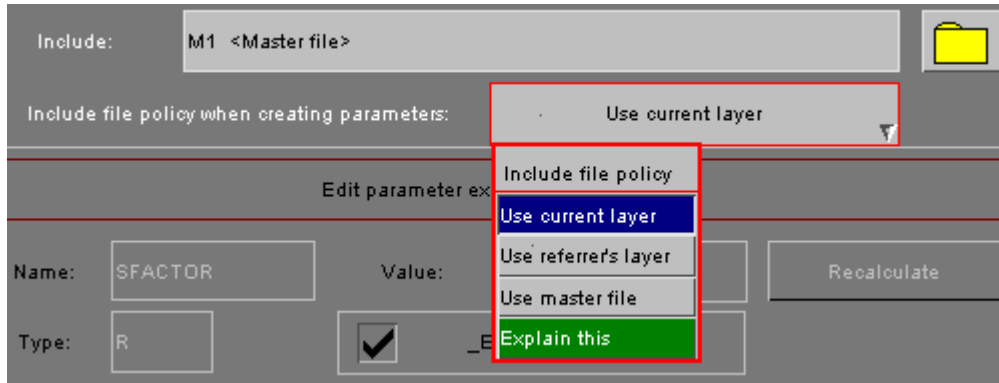 Include: M1 <Master file>
Include file policy when creating parameters: Use current layer
Include file policy
Edit parameter ex
Use current layer
Use referrer's layer
Name: SFACTOR Value: Recalculate
Use master file
Explain this
Type: R _E